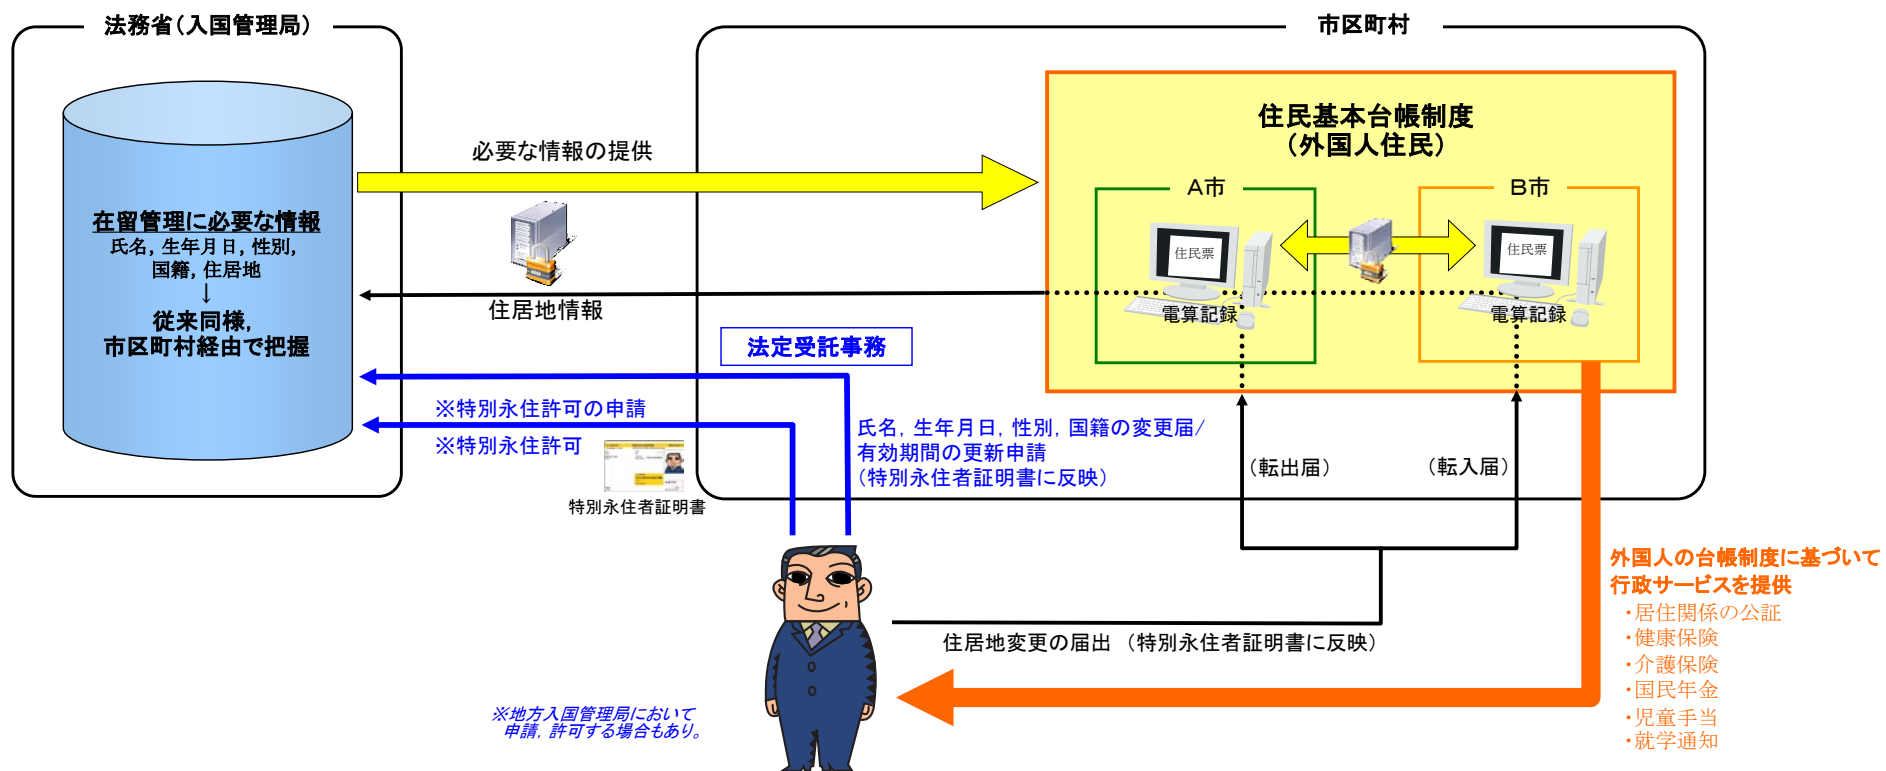 法務省（入国管理局）
市区町村
住民基本台帳制度
（外国人住民）
必要な情報の提供
A市
B市
在留管理に必要な情報
氏名，生年月日，性別，
国籍，住居地
↓
従来同様，
市区町村経由で把握
住民票
住民票
電算記録
電算記録
住居地情報
法定受託事務
※特別永住許可の申請
※特別永住許可
特別永住者証明書
氏名，生年月日，性別，国籍の変更届/
有効期間の更新申請
（特別永住者証明書に反映）
（転出届）
（転入届）
外国人の台帳制度に基づいて
行政サービスを提供
・居住関係の公証
・健康保険
・介護保険
・国民年金
・児童手当
・就学通知
住居地変更の届出　（特別永住者証明書に反映）
※地方入国管理局において
申請，許可する場合もあり。